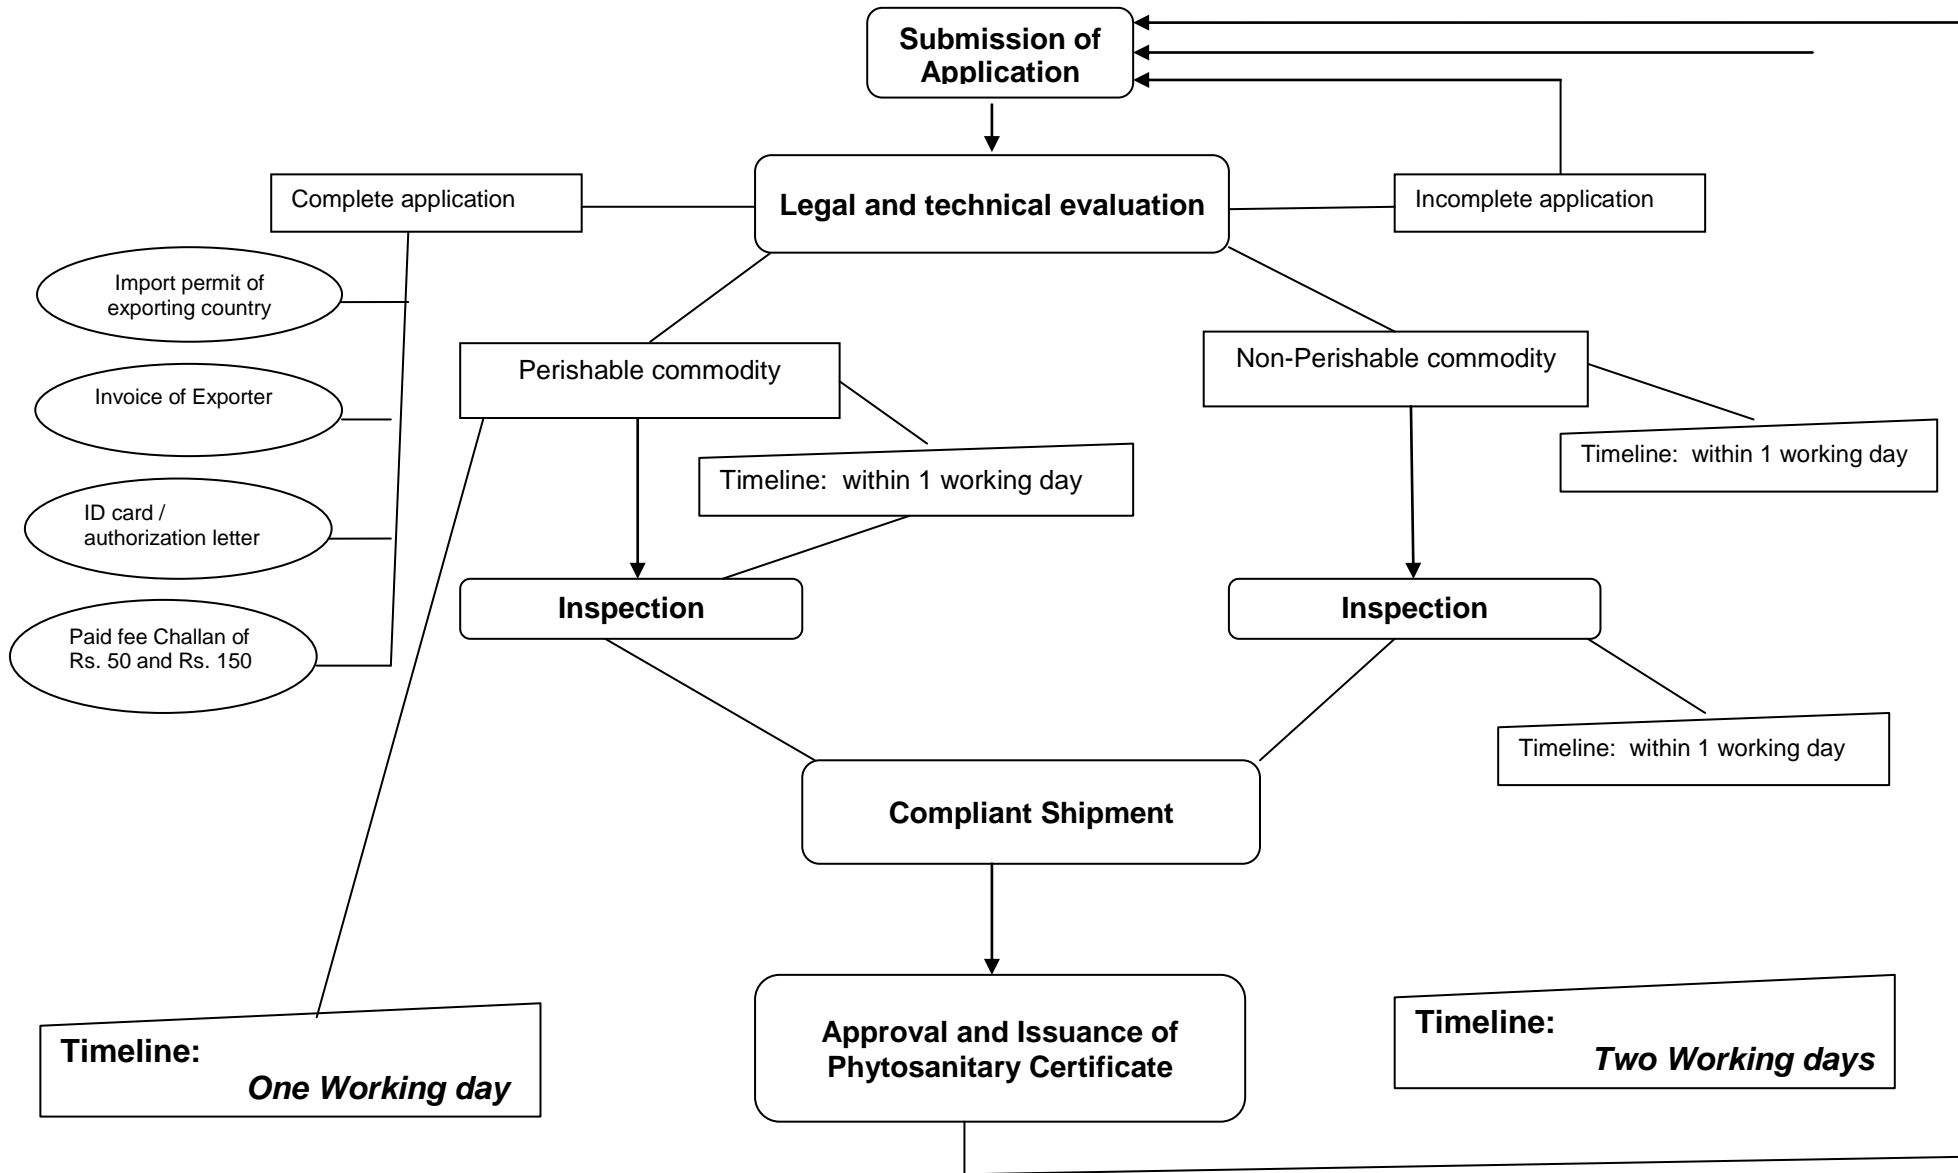 Submission of
Application
Legal and technical evaluation
Complete application
Incomplete application
Import permit of
exporting country
Invoice of Exporter
ID card /
authorization letter
Paid fee Challan of
Rs. 50 and Rs. 150
Perishable commodity
Non-Perishable commodity
Timeline: within 1 working day
Timeline: within 1 working day
Inspection
Inspection
Timeline: within 1 working day
Compliant Shipment
Approval and Issuance of
Phytosanitary Certificate
Timeline:
One Working day
Timeline:
Two Working days